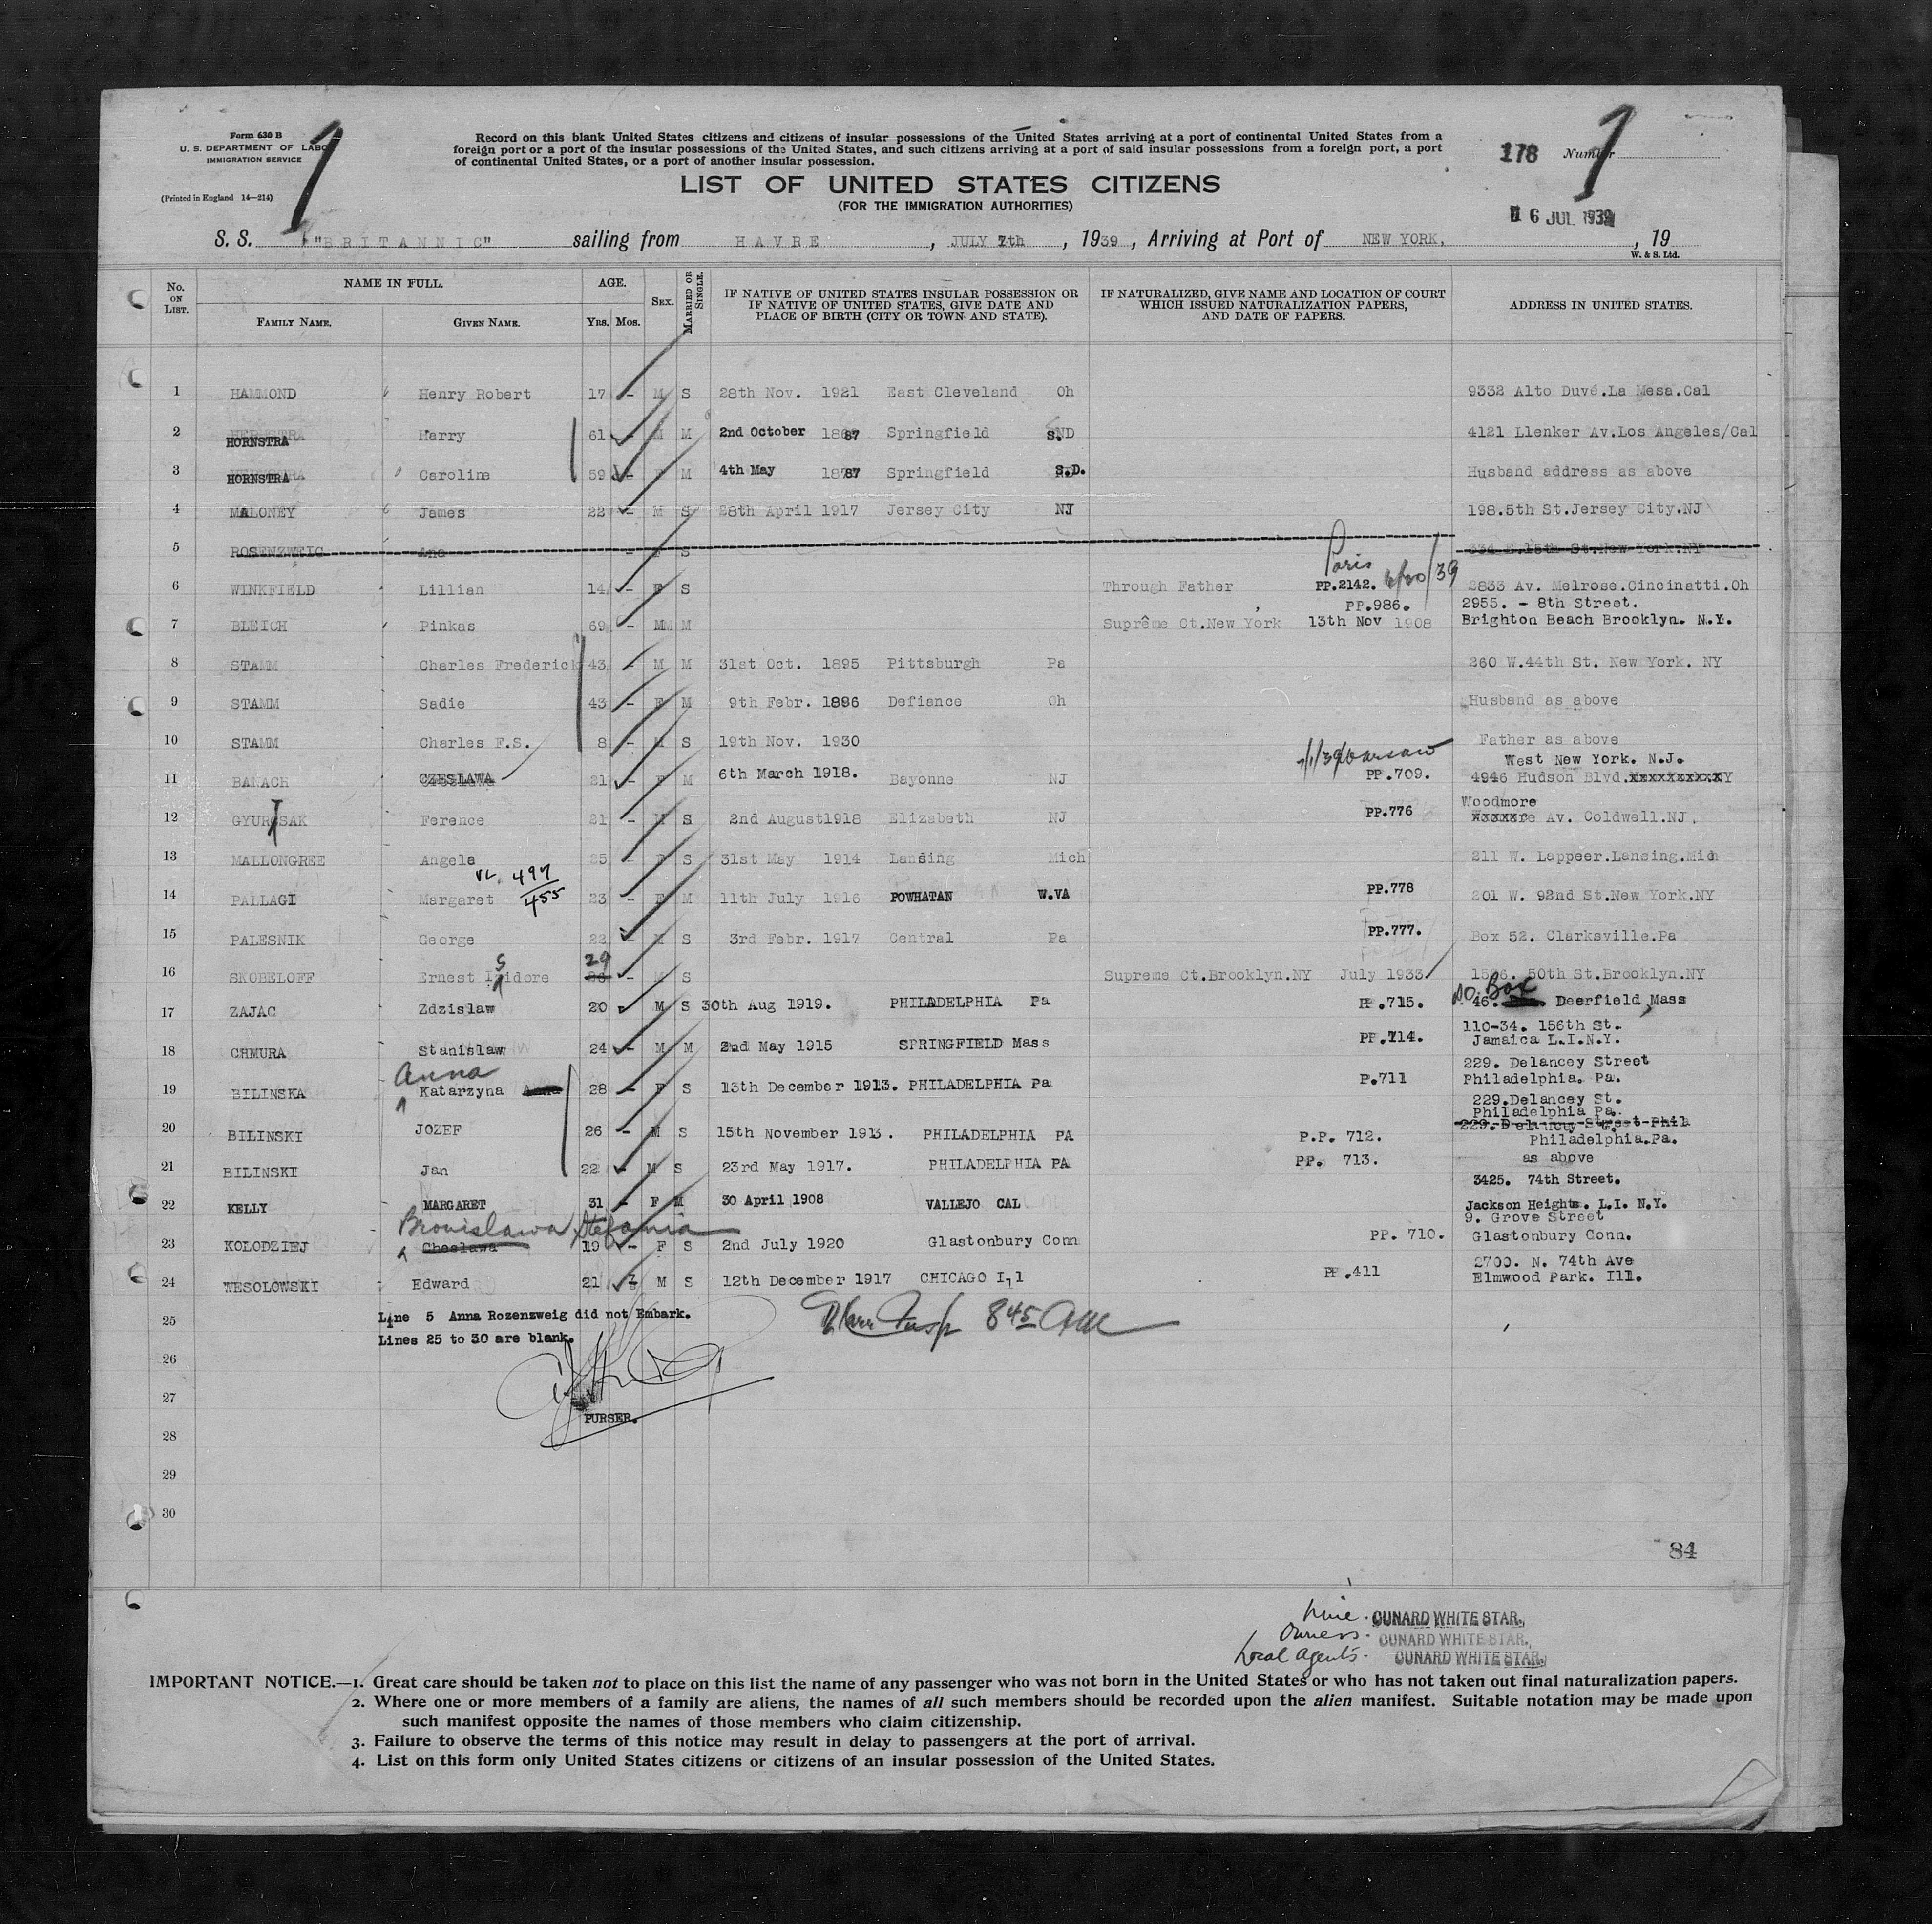 Form 630 B
U. S. DEPARTMENT OF LABOR
IMMIGRATION SERVICE
(Printed in England 14—214)
Record on this blank United States citizens and citizens of insular possessions of the United States arriving at a port of continental United States from a
foreign port or a port of the insular possessions of the United States, and such citizens arriving at a port of said insular possessions from a foreign port, a port
of continental United States, or a port of another insular possession.
178 Number
LIST OF UNITED STATES CITIZENS
(FOR THE IMMIGRATION AUTHORITIES)
16 JUL 1939
S. S. "BRITANNIC" sailing from HAVRE, JULY 7th, 1939, Arriving at Port of NEW YORK, , 19
W. & S. Ltd.
No. ON LIST. NAME IN FULL. FAMILY NAME. GIVEN NAME. AGE. Yrs. Mos. SEX. MARRIED OR SINGLE. IF NATIVE OF UNITED STATES INSULAR POSSESSION OR IF NATIVE OF UNITED STATES, GIVE DATE AND PLACE OF BIRTH (CITY OR TOWN AND STATE). IF NATURALIZED, GIVE NAME AND LOCATION OF COURT WHICH ISSUED NATURALIZATION PAPERS, AND DATE OF PAPERS. ADDRESS IN UNITED STATES.
1 HAMMOND Henry Robert 17 - M S 28th Nov. 1921 East Cleveland Oh 9332 Alto Duvé.La Mesa.Cal
2 HORNSTRA Harry 61 - M M 2nd October 1887 Springfield S.D 4121 Llenker Av.Los Angeles/Cal
3 HORNSTRA Caroline 59 - F M 4th May 1887 Springfield S.D. Husband address as above
4 MALONEY James 22 - M S 28th April 1917 Jersey City NJ 198.5th St.Jersey City.NJ
5 ROSENZWEIG Ana - F S 334 E.15th St.New York.NY
Paris
6 WINKFIELD Lillian 14 - F S Through Father PP.2142. 6/20/39 3833 Av. Melrose.Cincinatti.Oh
PP.986. 2955. - 8th Street.
7 BLEICH Pinkas 69 - M M Suprême Ct.New York 13th Nov 1908 Brighton Beach Brooklyn. N.Y.
8 STAMM Charles Frederick 43 - M M 31st Oct. 1895 Pittsburgh Pa 260 W.44th St. New York. NY
9 STAMM Sadie 43 - F M 9th Febr. 1896 Defiance Oh Husband as above
10 STAMM Charles F.S. 8 - M S 19th Nov. 1930 Father as above
Warsaw West New York. N.J.
11 BANACH CZESŁAWA 21 - F M 6th March 1918. Bayonne NJ PP.709. 4946 Hudson Blvd.
Woodmore
12 GYURTSAK Ference 21 - M S 2nd August1918 Elizabeth NJ PP.776 Av. Coldwell.NJ.
13 MALLONGREE Angela 25 - F S 31st May 1914 Landing Mich 211 W. Lappeer.Lansing.Mich
497
455
14 PALLAGI Margaret 23 - F M 11th July 1916 POWHATAN W.VA PP.778 201 W. 92nd St.New York.NY
15 PALESNIK George 22 M S 3rd Febr. 1917 Central Pa PP.777. Box 52. Clarksville.Pa
16 SKOBELOFF Ernest Isidore 29 - M S Supreme Ct.Brooklyn.NY July 1933 50th St.Brooklyn.NY
17 ZAJAC Zdzislaw 20 M S 30th Aug 1919. PHILADELPHIA Pa PP.715. 46. P.O. Box Deerfield, Mass
110-34. 156th St.
18 CHMURA Stanislaw 24 - M M 2nd May 1915 SPRINGFIELD Mass PP.714. Jamaica L.I.N.Y.
Anna 229. Delancey Street
19 BILINSKA Katarzyna Anna 28 - F S 13th December 1913. PHILADELPHIA Pa P.711 Philadelphia. Pa.
229.Delancey St.
Philadelphia Pa.
229. Delancy Street Phil
20 BILINSKI JOZEF 26 - M S 15th November 1913. PHILADELPHIA PA P.P. 712. Philadelphia.Pa.
21 BILINSKI Jan 22 - M S 23rd May 1917. PHILADELPHIA PA PP. 713. as above
3425. 74th Street.
22 KELLY MARGARET 31 - F M 30 April 1908 VALLEJO CAL Jackson Heights. L.I. N.Y.
Bronislawa Stefania 9. Grove Street
23 KOŁODZIEJ Cheslawa 19 - F S 2nd July 1920 Glastonbury Conn PP. 710. Glastonbury Conn.
2700. N. 74th Ave
24 WESOLOWSKI Edward 21 7 M S 12th December 1917 CHICAGO Ill PP.411 Elmwood Park. Ill.
25 Line 5 Anna Rozenzweig did not Embark.
Lines 25 to 30 are blank.
845 AM
26
27
PURSER.
28
29
30
84
Line. CUNARD WHITE STAR.
Owners. CUNARD WHITE STAR.
Local Agents. CUNARD WHITE STAR.
IMPORTANT NOTICE.—1. Great care should be taken not to place on this list the name of any passenger who was not born in the United States or who has not taken out final naturalization papers.
2. Where one or more members of a family are aliens, the names of all such members should be recorded upon the alien manifest. Suitable notation may be made upon
such manifest opposite the names of those members who claim citizenship.
3. Failure to observe the terms of this notice may result in delay to passengers at the port of arrival.
4. List on this form only United States citizens or citizens of an insular possession of the United States.